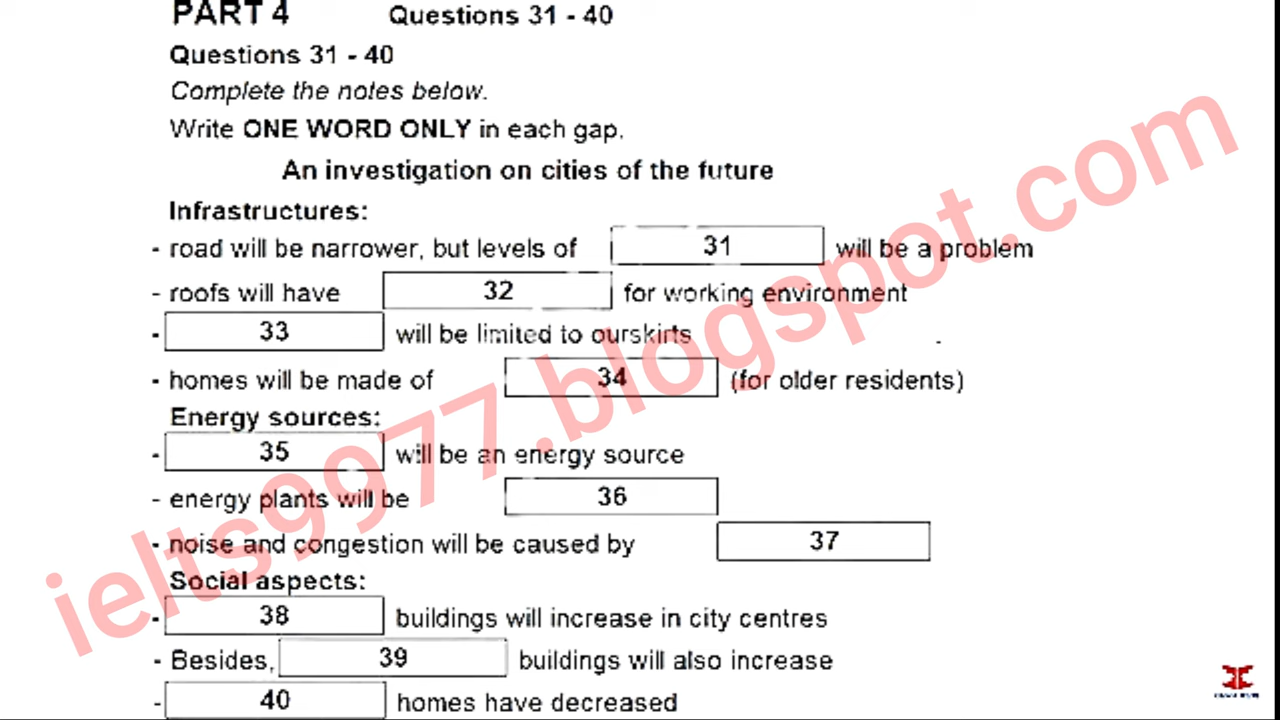 PART 4 Questions 31 - 40
Questions 31 - 40
Complete the notes below.
Write ONE WORD ONLY in each gap.
An investigation on cities of the future
Infrastructures:
- road will be narrower, but levels of 31 will be a problem
- roofs will have 32 for working environment
- 33 will be limited to ourskirts
- homes will be made of 34 (for older residents)
Energy sources:
- 35 will be an energy source
- energy plants will be 36
- noise and congestion will be caused by 37
Social aspects:
- 38 buildings will increase in city centres
- Besides, 39 buildings will also increase
- 40 homes have decreased
ielts9977.blogspot.com